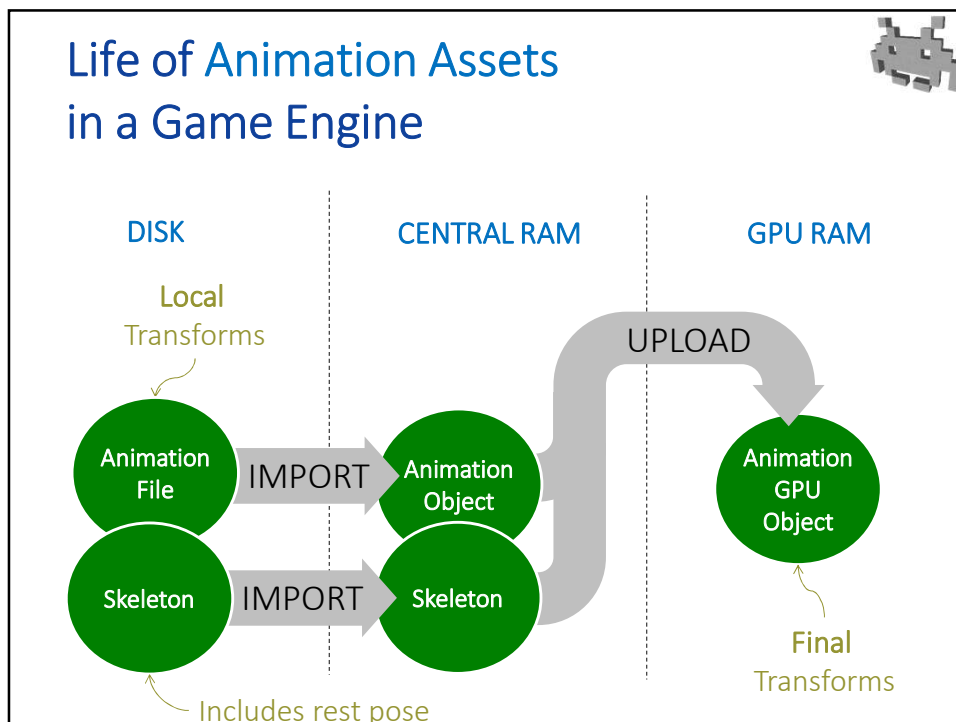 Life of Animation Assets
in a Game Engine
DISK
CENTRAL RAM
GPU RAM
Local
Transforms
UPLOAD
Animation
File
IMPORT
Animation
Object
Animation
GPU
Object
Skeleton
IMPORT
Skeleton
Final
Transforms
Includes rest pose